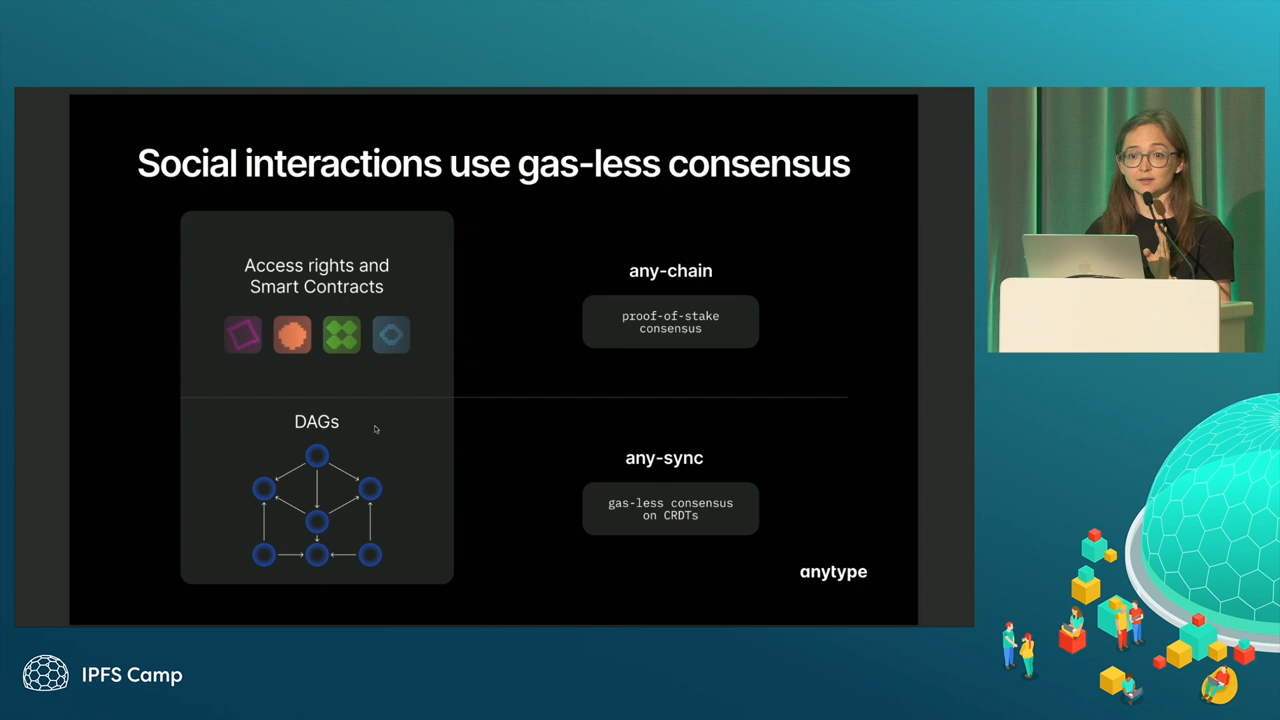 Social interactions use gas-less consensus
Access rights and
Smart Contracts
any-chain
proof-of-stake
consensus
DAGs
any-sync
gas-less consensus
on CRDTs
anytype
IPFS Camp